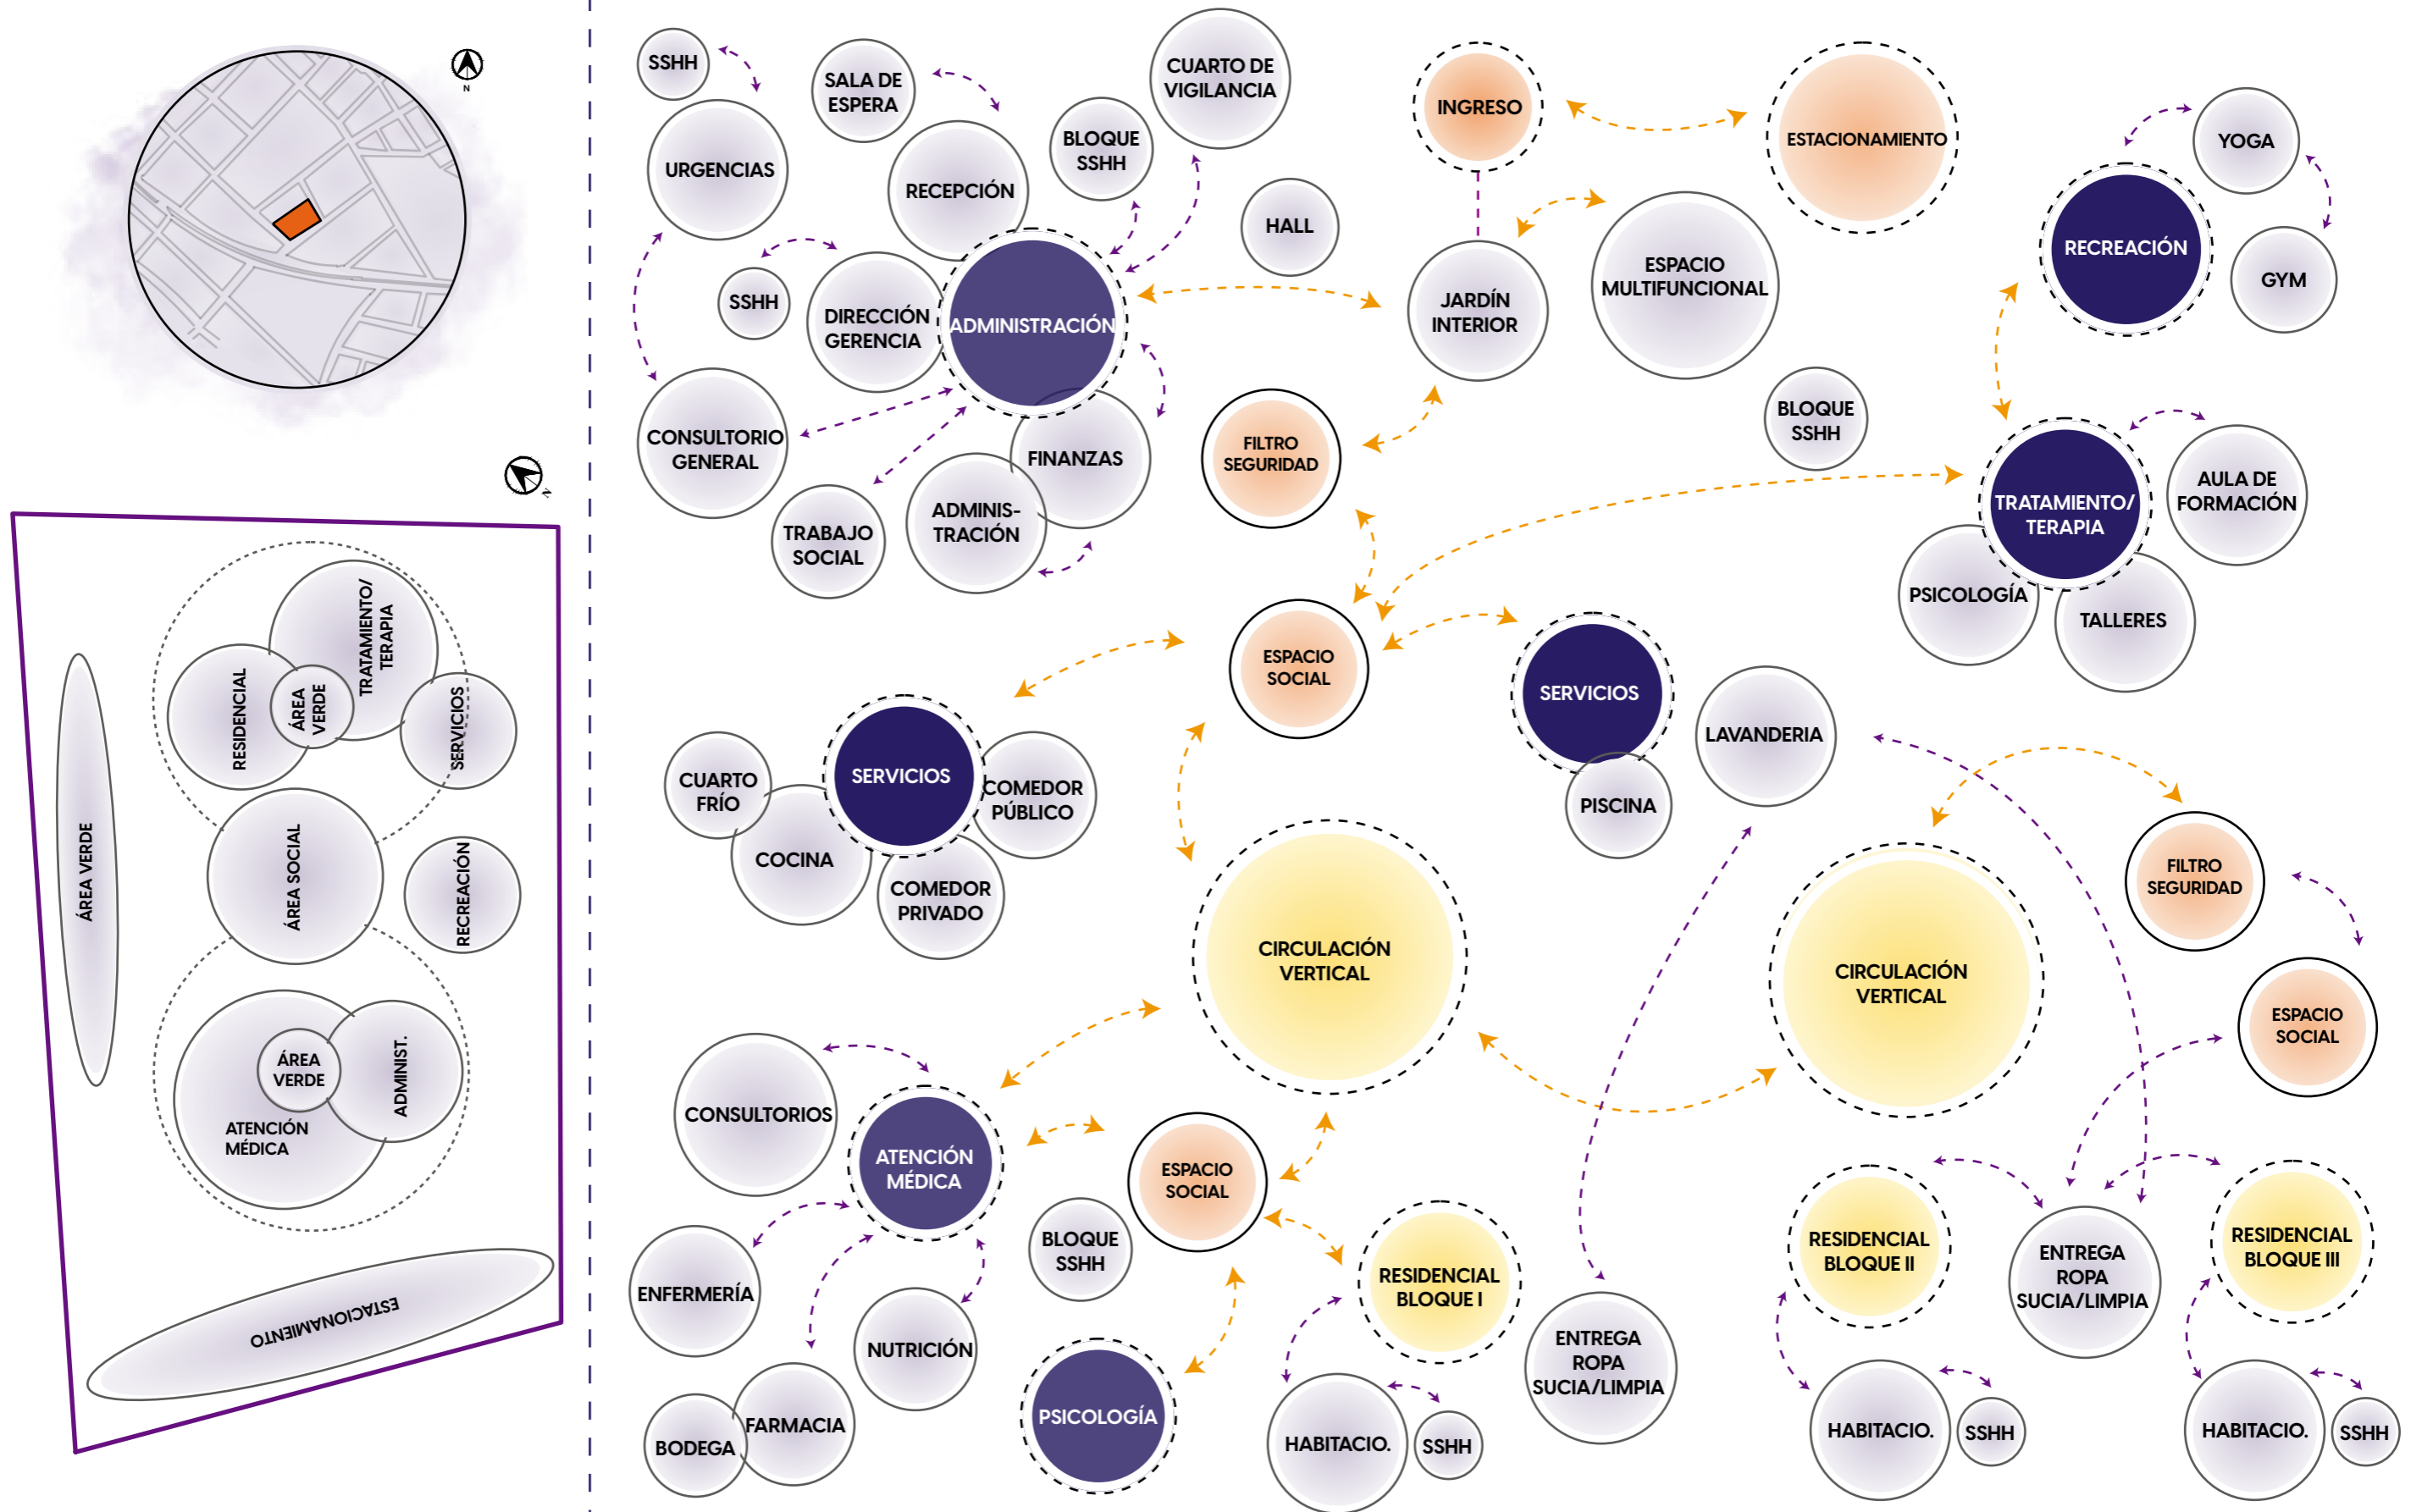 N
N
TRATAMIENTO/
TERAPIA
RESIDENCIAL
ÁREA
VERDE
SERVICIOS
ÁREA VERDE
ÁREA SOCIAL
RECREACIÓN
ÁREA
VERDE
ADMINIST.
ATENCIÓN
MÉDICA
ESTACIONAMIENTO
SSHH
URGENCIAS
SALA DE
ESPERA
RECEPCIÓN
BLOQUE
SSHH
CUARTO DE
VIGILANCIA
HALL
SSHH
DIRECCIÓN
GERENCIA
ADMINISTRACIÓN
CONSULTORIO
GENERAL
TRABAJO
SOCIAL
ADMINIS-
TRACIÓN
FINANZAS
INGRESO
ESTACIONAMIENTO
JARDÍN
INTERIOR
ESPACIO
MULTIFUNCIONAL
FILTRO
SEGURIDAD
YOGA
RECREACIÓN
GYM
BLOQUE
SSHH
TRATAMIENTO/
TERAPIA
AULA DE
FORMACIÓN
PSICOLOGÍA
TALLERES
ESPACIO
SOCIAL
SERVICIOS
PISCINA
LAVANDERIA
SERVICIOS
CUARTO
FRÍO
COCINA
COMEDOR
PÚBLICO
COMEDOR
PRIVADO
CIRCULACIÓN
VERTICAL
CIRCULACIÓN
VERTICAL
FILTRO
SEGURIDAD
ESPACIO
SOCIAL
CONSULTORIOS
ATENCIÓN
MÉDICA
ESPACIO
SOCIAL
BLOQUE
SSHH
ENFERMERÍA
NUTRICIÓN
BODEGA
FARMACIA
PSICOLOGÍA
RESIDENCIAL
BLOQUE I
HABITACIO.
SSHH
ENTREGA
ROPA
SUCIA/LIMPIA
RESIDENCIAL
BLOQUE II
ENTREGA
ROPA
SUCIA/LIMPIA
RESIDENCIAL
BLOQUE III
HABITACIO.
SSHH
HABITACIO.
SSHH